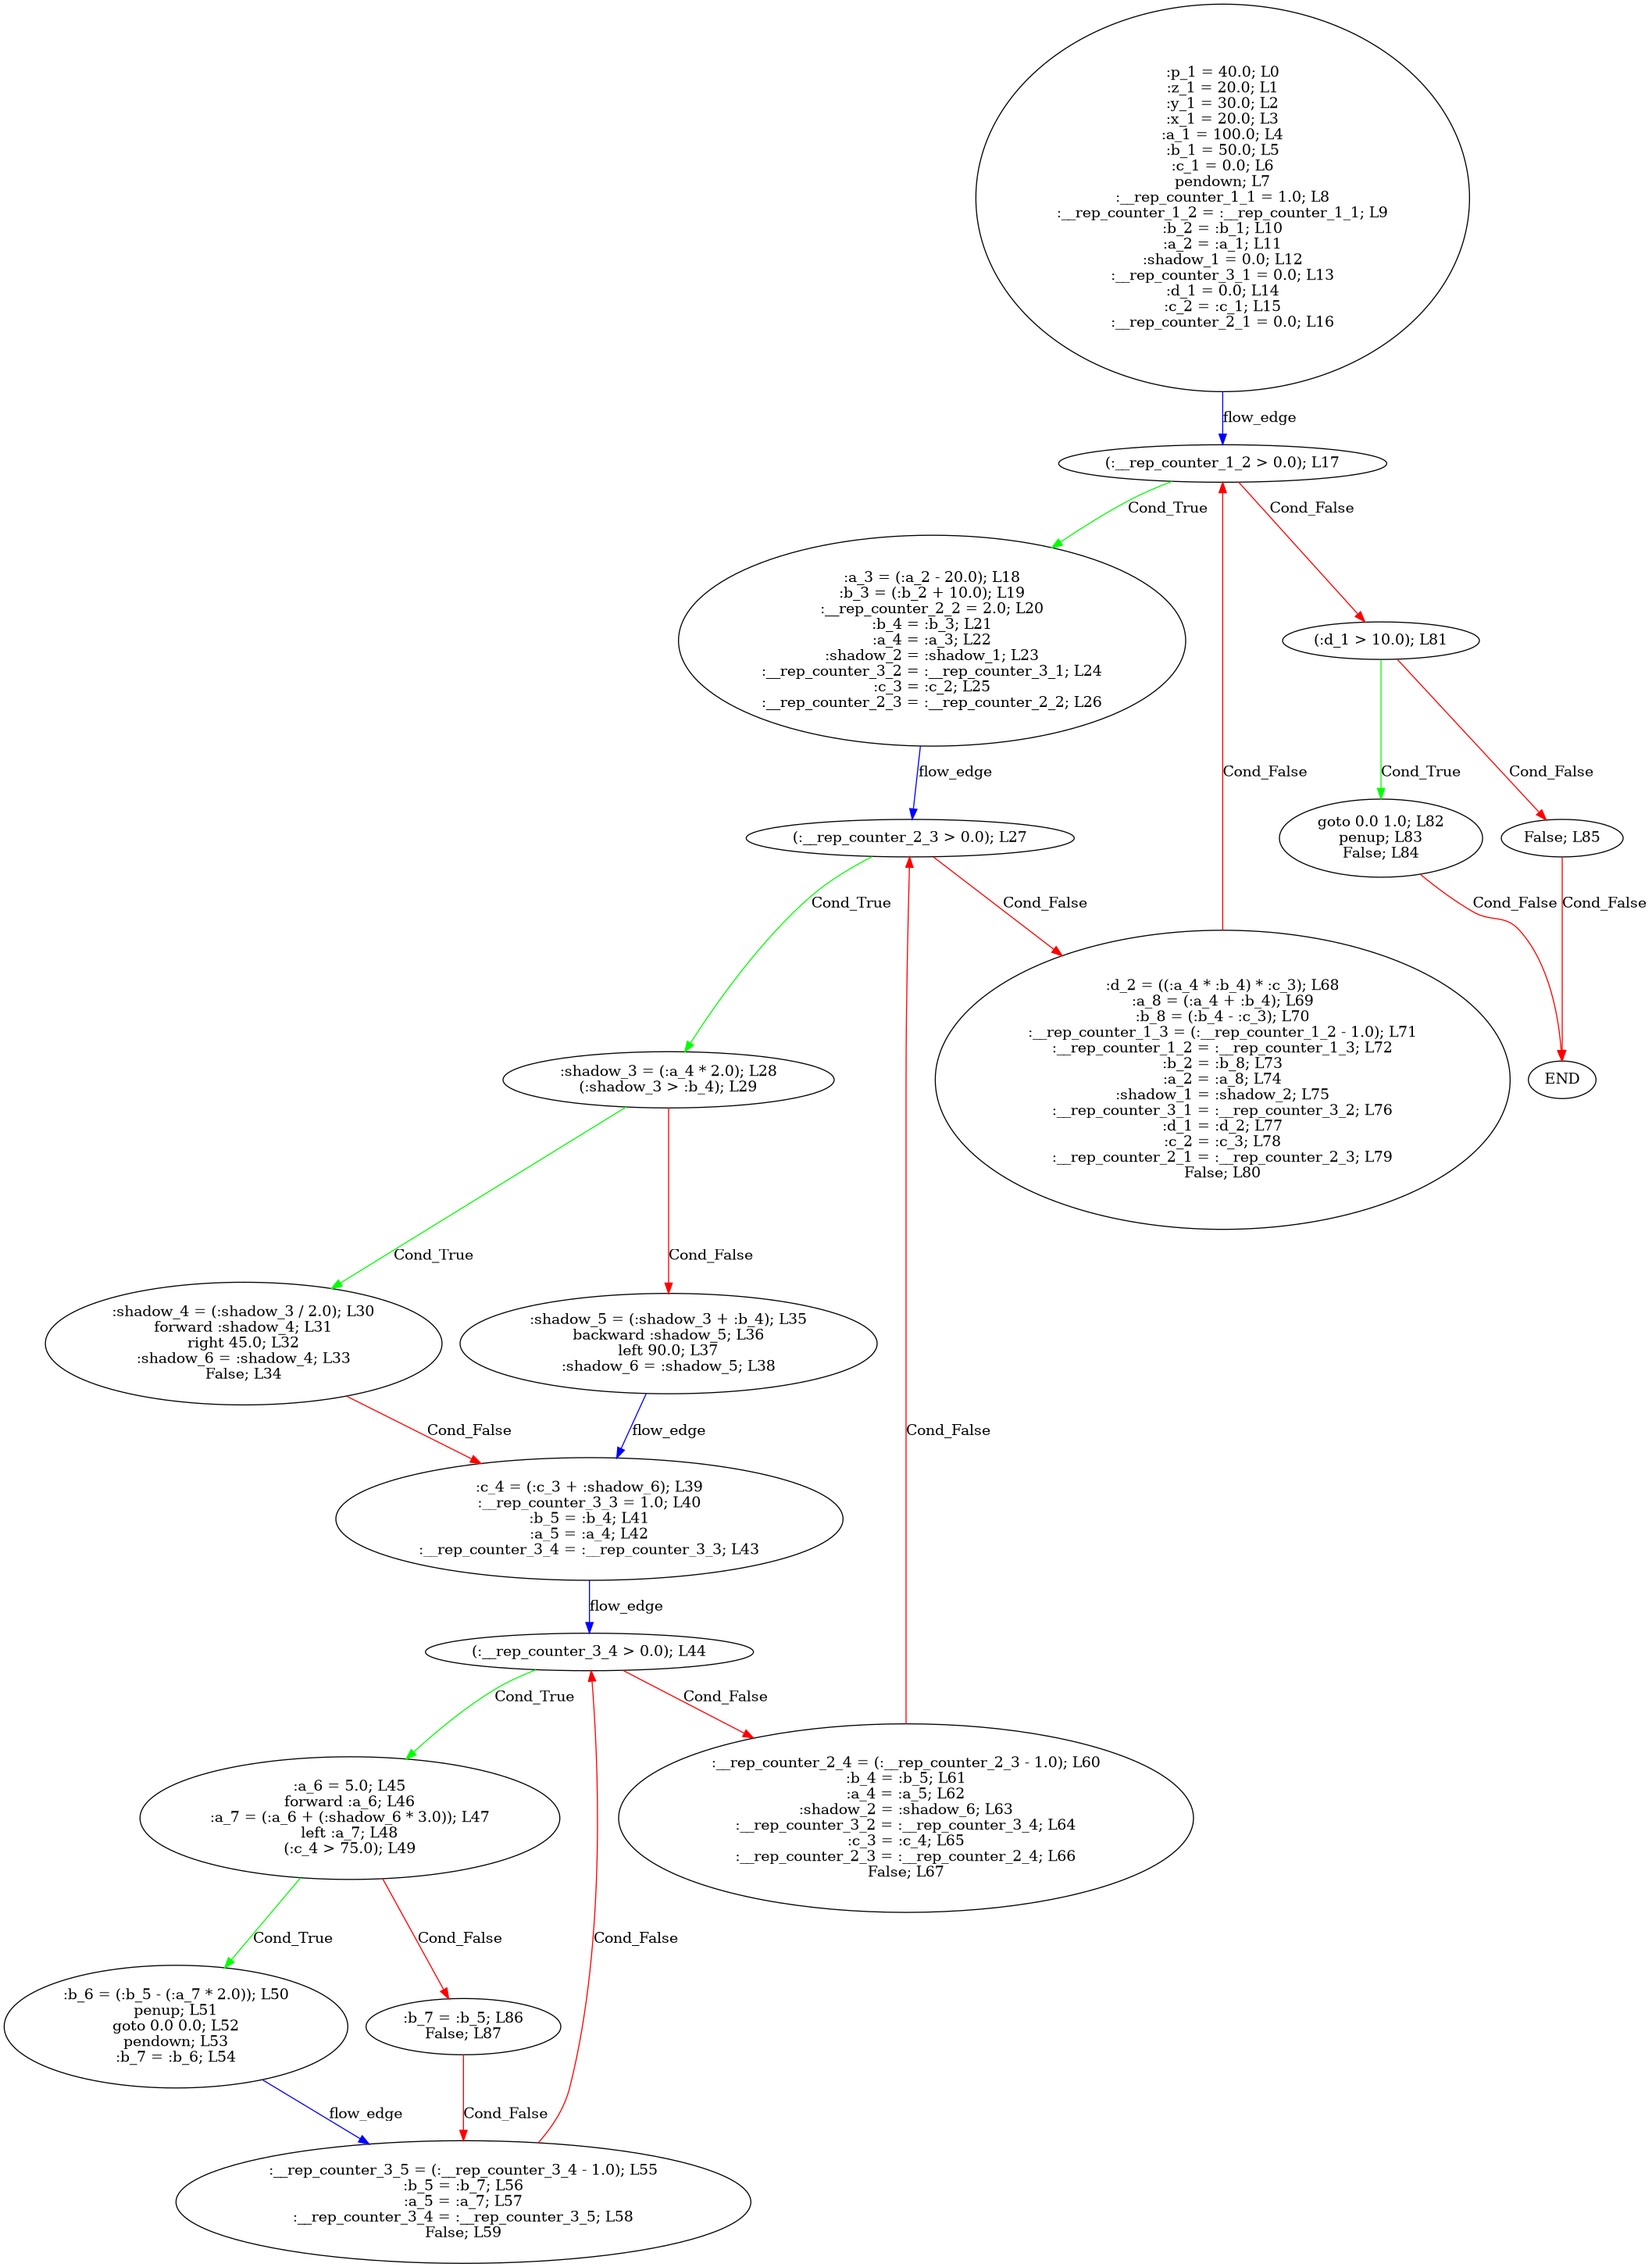 :p_1 = 40.0; L0
:z_1 = 20.0; L1
:y_1 = 30.0; L2
:x_1 = 20.0; L3
:a_1 = 100.0; L4
:b_1 = 50.0; L5
:c_1 = 0.0; L6
pendown; L7
:__rep_counter_1_1 = 1.0; L8
:__rep_counter_1_2 = :__rep_counter_1_1; L9
:b_2 = :b_1; L10
:a_2 = :a_1; L11
:shadow_1 = 0.0; L12
:__rep_counter_3_1 = 0.0; L13
:d_1 = 0.0; L14
:c_2 = :c_1; L15
:__rep_counter_2_1 = 0.0; L16
flow_edge
(:__rep_counter_1_2 > 0.0); L17
Cond_True
Cond_False
:a_3 = (:a_2 - 20.0); L18
:b_3 = (:b_2 + 10.0); L19
:__rep_counter_2_2 = 2.0; L20
:b_4 = :b_3; L21
:a_4 = :a_3; L22
:shadow_2 = :shadow_1; L23
:__rep_counter_3_2 = :__rep_counter_3_1; L24
:c_3 = :c_2; L25
:__rep_counter_2_3 = :__rep_counter_2_2; L26
(:d_1 > 10.0); L81
flow_edge
Cond_False
Cond_True
Cond_False
(:__rep_counter_2_3 > 0.0); L27
goto 0.0 1.0; L82
penup; L83
False; L84
False; L85
Cond_True
Cond_False
Cond_False
Cond_False
:shadow_3 = (:a_4 * 2.0); L28
(:shadow_3 > :b_4); L29
:d_2 = ((:a_4 * :b_4) * :c_3); L68
:a_8 = (:a_4 + :b_4); L69
:b_8 = (:b_4 - :c_3); L70
:__rep_counter_1_3 = (:__rep_counter_1_2 - 1.0); L71
:__rep_counter_1_2 = :__rep_counter_1_3; L72
:b_2 = :b_8; L73
:a_2 = :a_8; L74
:shadow_1 = :shadow_2; L75
:__rep_counter_3_1 = :__rep_counter_3_2; L76
:d_1 = :d_2; L77
:c_2 = :c_3; L78
:__rep_counter_2_1 = :__rep_counter_2_3; L79
False; L80
END
Cond_True
Cond_False
:shadow_4 = (:shadow_3 / 2.0); L30
forward :shadow_4; L31
right 45.0; L32
:shadow_6 = :shadow_4; L33
False; L34
:shadow_5 = (:shadow_3 + :b_4); L35
backward :shadow_5; L36
left 90.0; L37
:shadow_6 = :shadow_5; L38
Cond_False
flow_edge
Cond_False
:c_4 = (:c_3 + :shadow_6); L39
:__rep_counter_3_3 = 1.0; L40
:b_5 = :b_4; L41
:a_5 = :a_4; L42
:__rep_counter_3_4 = :__rep_counter_3_3; L43
flow_edge
(:__rep_counter_3_4 > 0.0); L44
Cond_True
Cond_False
:a_6 = 5.0; L45
forward :a_6; L46
:a_7 = (:a_6 + (:shadow_6 * 3.0)); L47
left :a_7; L48
(:c_4 > 75.0); L49
:__rep_counter_2_4 = (:__rep_counter_2_3 - 1.0); L60
:b_4 = :b_5; L61
:a_4 = :a_5; L62
:shadow_2 = :shadow_6; L63
:__rep_counter_3_2 = :__rep_counter_3_4; L64
:c_3 = :c_4; L65
:__rep_counter_2_3 = :__rep_counter_2_4; L66
False; L67
Cond_True
Cond_False
Cond_False
:b_6 = (:b_5 - (:a_7 * 2.0)); L50
penup; L51
goto 0.0 0.0; L52
pendown; L53
:b_7 = :b_6; L54
:b_7 = :b_5; L86
False; L87
flow_edge
Cond_False
:__rep_counter_3_5 = (:__rep_counter_3_4 - 1.0); L55
:b_5 = :b_7; L56
:a_5 = :a_7; L57
:__rep_counter_3_4 = :__rep_counter_3_5; L58
False; L59